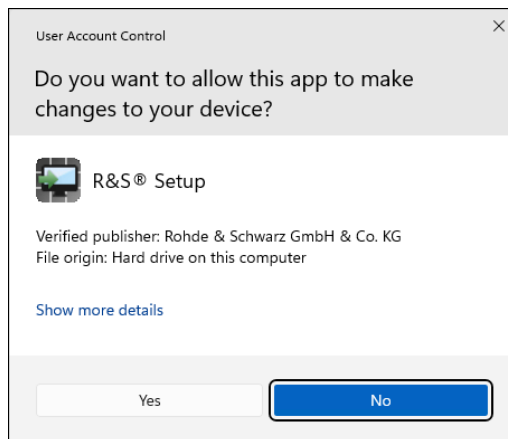 User Account Control
Do you want to allow this app to make
changes to your device?
R&S® Setup
Verified publisher: Rohde & Schwarz GmbH & Co. KG
File origin: Hard drive on this computer
Show more details
Yes
No